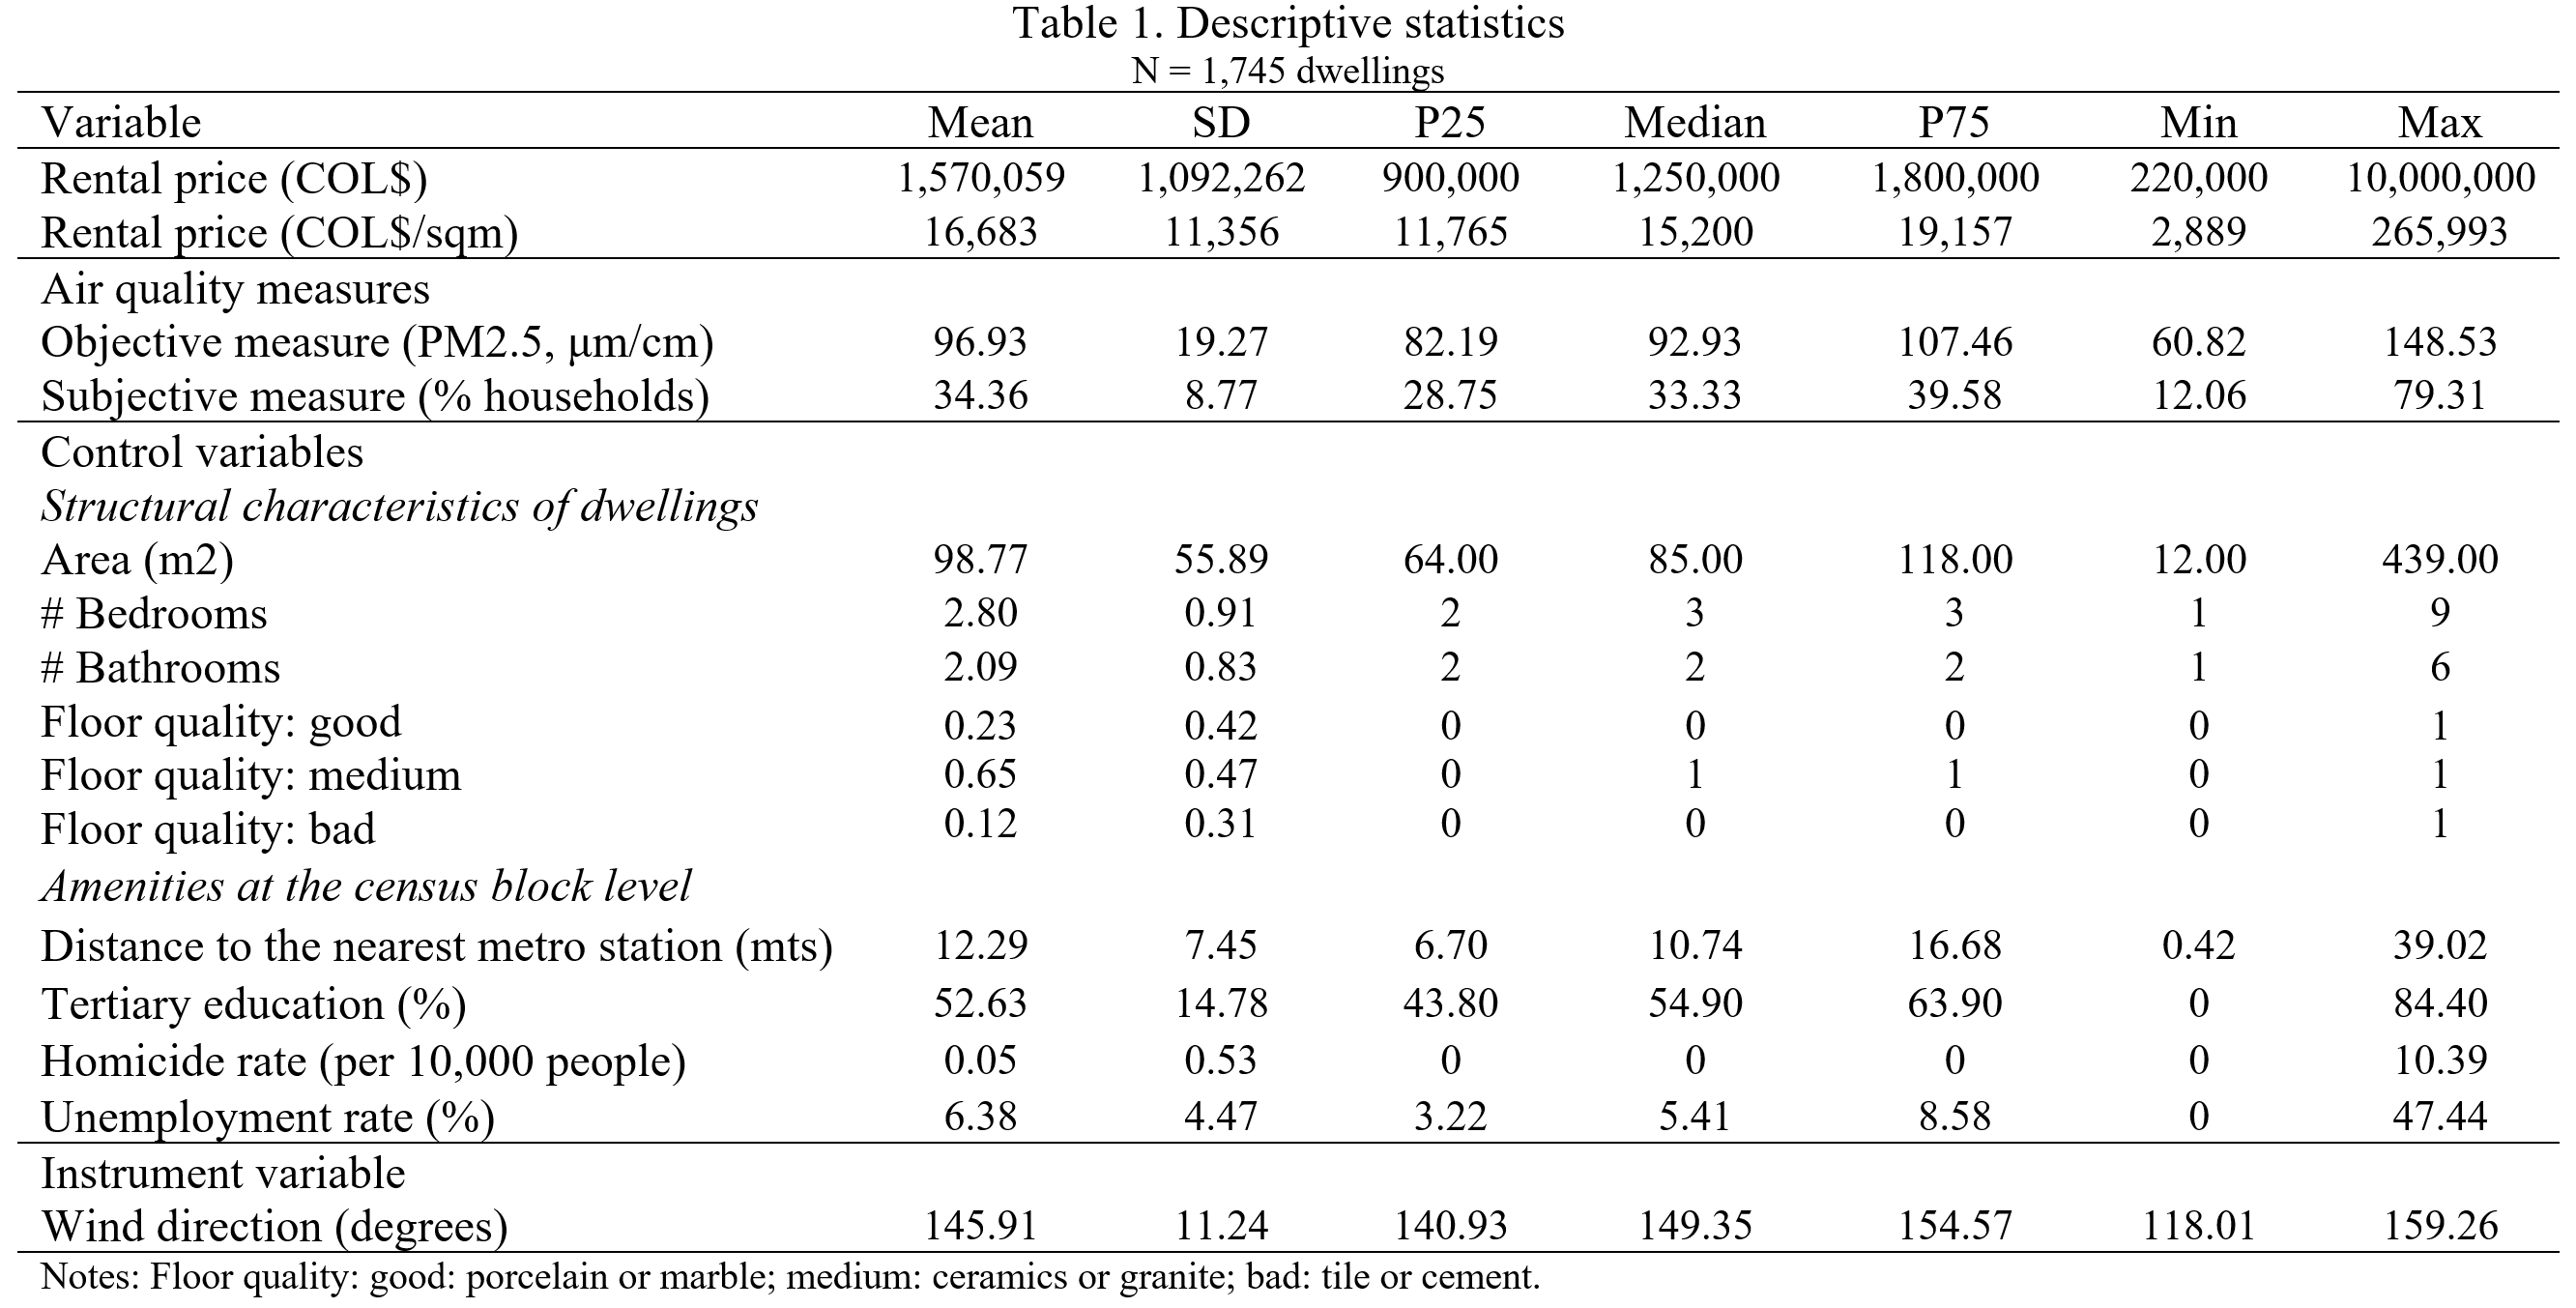 Table 1. Descriptive statistics
N = 1,745 dwellings
Variable Mean SD P25 Median P75 Min Max
Rental price (COL$) 1,570,059 1,092,262 900,000 1,250,000 1,800,000 220,000 10,000,000
Rental price (COL$/sqm) 16,683 11,356 11,765 15,200 19,157 2,889 265,993
Air quality measures
Objective measure (PM2.5, μm/cm) 96.93 19.27 82.19 92.93 107.46 60.82 148.53
Subjective measure (% households) 34.36 8.77 28.75 33.33 39.58 12.06 79.31
Control variables
Structural characteristics of dwellings
Area (m2) 98.77 55.89 64.00 85.00 118.00 12.00 439.00
# Bedrooms 2.80 0.91 2 3 3 1 9
# Bathrooms 2.09 0.83 2 2 2 1 6
Floor quality: good 0.23 0.42 0 0 0 0 1
Floor quality: medium 0.65 0.47 0 1 1 0 1
Floor quality: bad 0.12 0.31 0 0 0 0 1
Amenities at the census block level
Distance to the nearest metro station (mts) 12.29 7.45 6.70 10.74 16.68 0.42 39.02
Tertiary education (%) 52.63 14.78 43.80 54.90 63.90 0 84.40
Homicide rate (per 10,000 people) 0.05 0.53 0 0 0 0 10.39
Unemployment rate (%) 6.38 4.47 3.22 5.41 8.58 0 47.44
Instrument variable
Wind direction (degrees) 145.91 11.24 140.93 149.35 154.57 118.01 159.26
Notes: Floor quality: good: porcelain or marble; medium: ceramics or granite; bad: tile or cement.